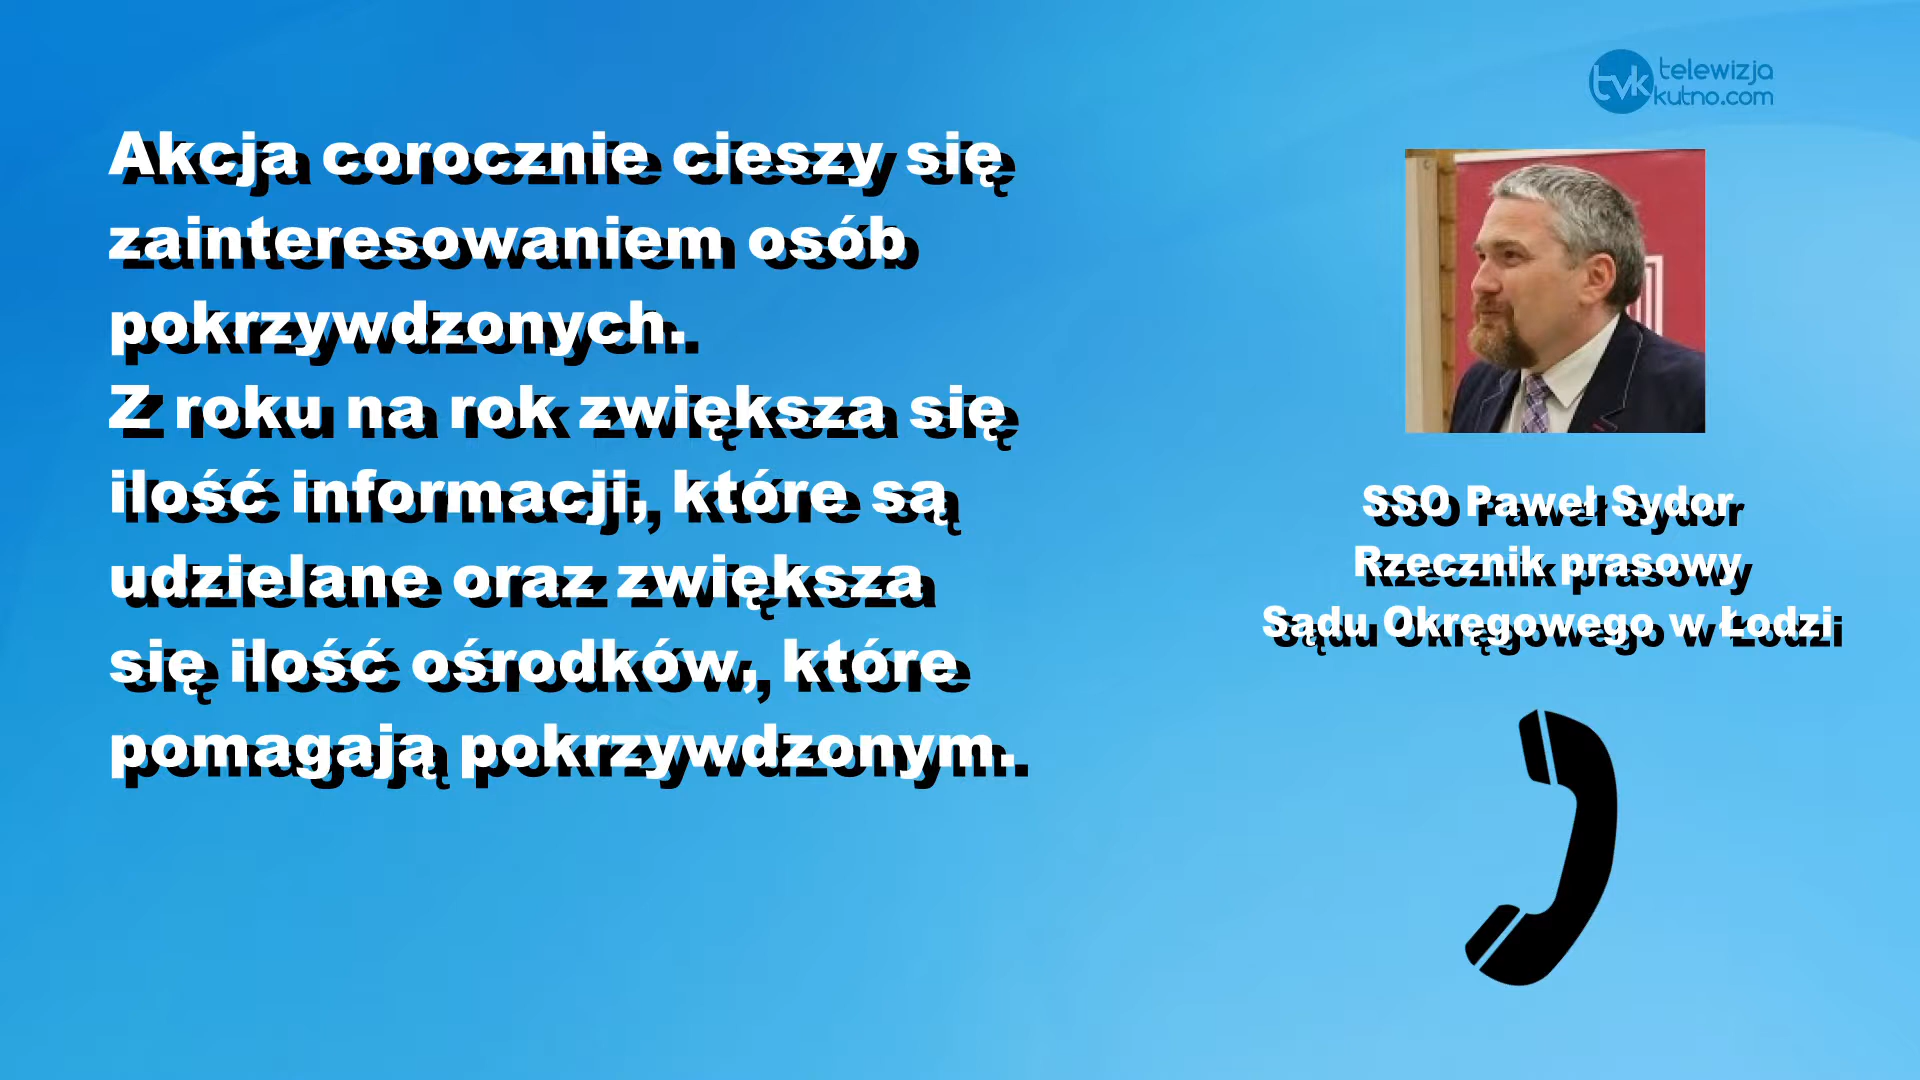 tvk telewizja
kutno.com
Akcja corocznie cieszy się
zainteresowaniem osób
pokrzywdzonych.
Z roku na rok zwiększa się
ilość informacji, które są
udzielane oraz zwiększa
się ilość ośrodków, które
pomagają pokrzywdzonym.
SSO Paweł Sydor
Rzecznik prasowy
Sądu Okręgowego w Łodzi